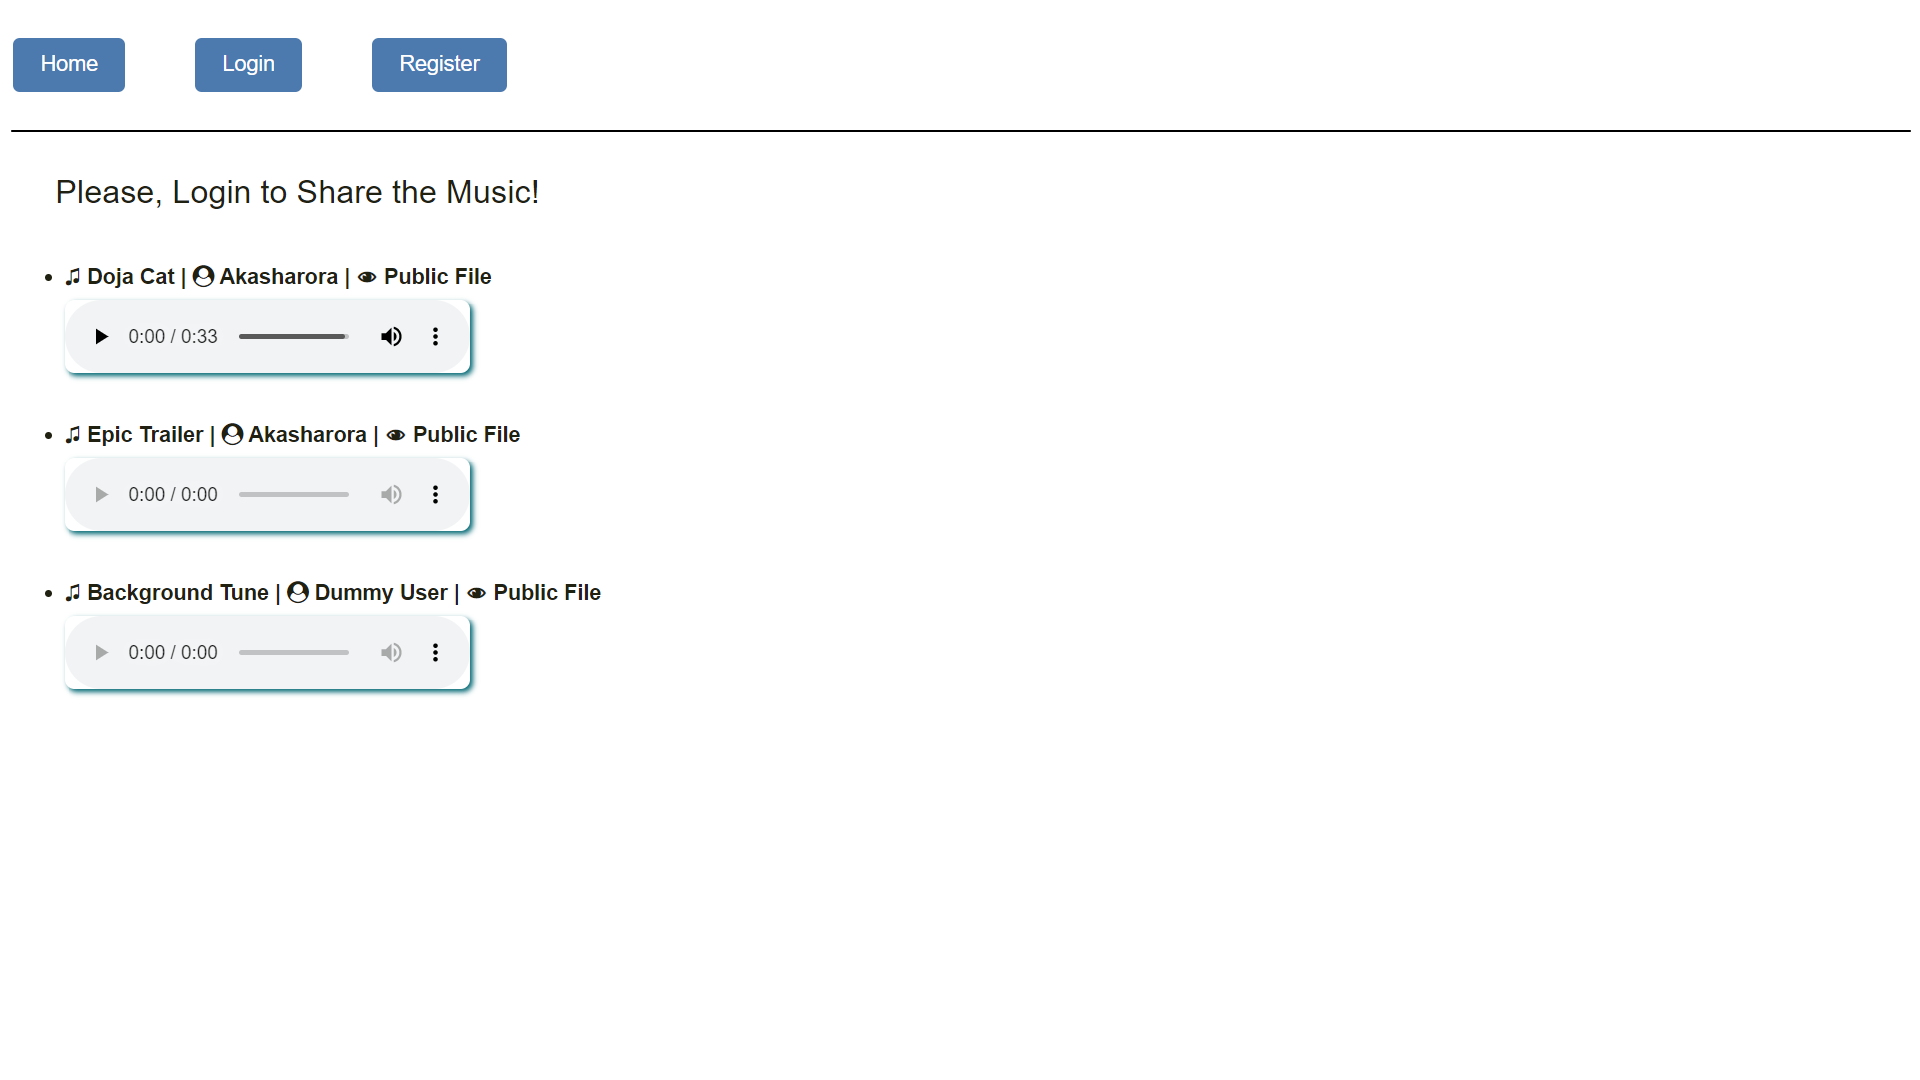 Home Login Register
Please, Login to Share the Music!
Doja Cat | Akasharora | Public File
0:00 / 0:33
Epic Trailer | Akasharora | Public File
0:00 / 0:00
Background Tune | Dummy User | Public File
0:00 / 0:00